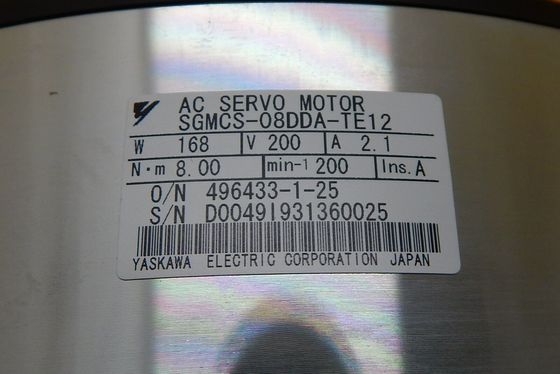 AC SERVO MOTOR
SGMCS-08DDA-TE12
W 168 V 200 A 2.1
N·m 8.00 min-1 200 Ins. A
O/N 496433-1-25
S/N D0049I931360025
YASKAWA ELECTRIC CORPORATION JAPAN